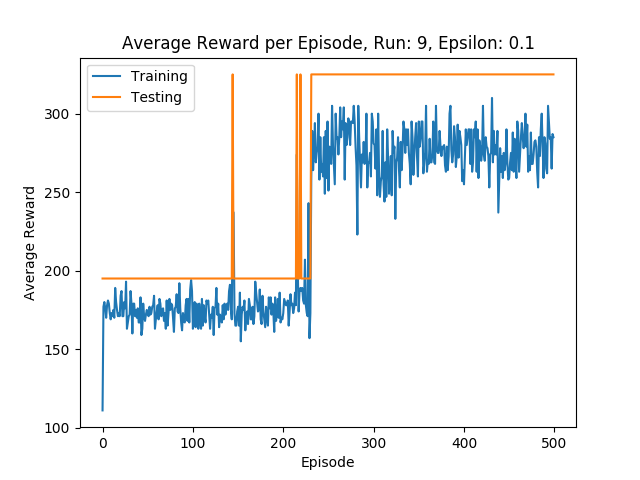 Average Reward per Episode, Run: 9, Epsilon: 0.1
Training
Testing
300
250
200
150
100
Average Reward
0 100 200 300 400 500
Episode